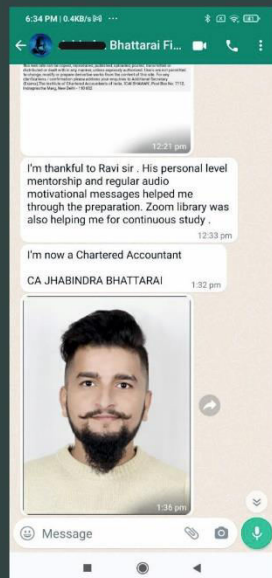 6:34 PM | 0.4KB/s
Bhattarai Fi...
12:21 pm
I'm thankful to Ravi sir . His personal level
mentorship and regular audio
motivational messages helped me
through the preparation. Zoom library was
also helping me for continuous study .
12:33 pm
I'm now a Chartered Accountant
CA JHABINDRA BHATTARAI
1:32 pm
1:36 pm
Message